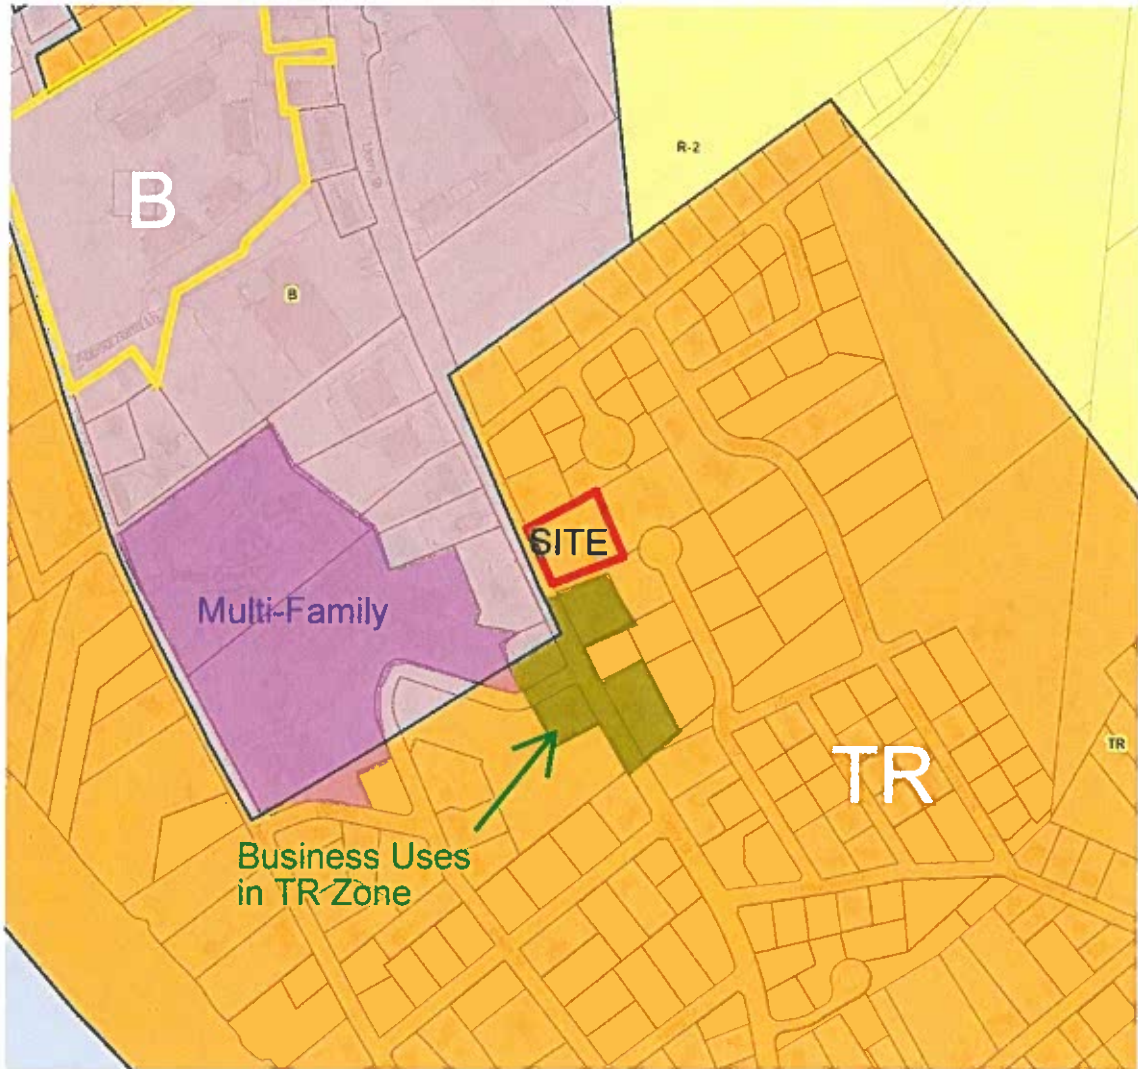 R-2
B
B
SITE
Multi-Family
TR
TR
Business Uses
in TR Zone